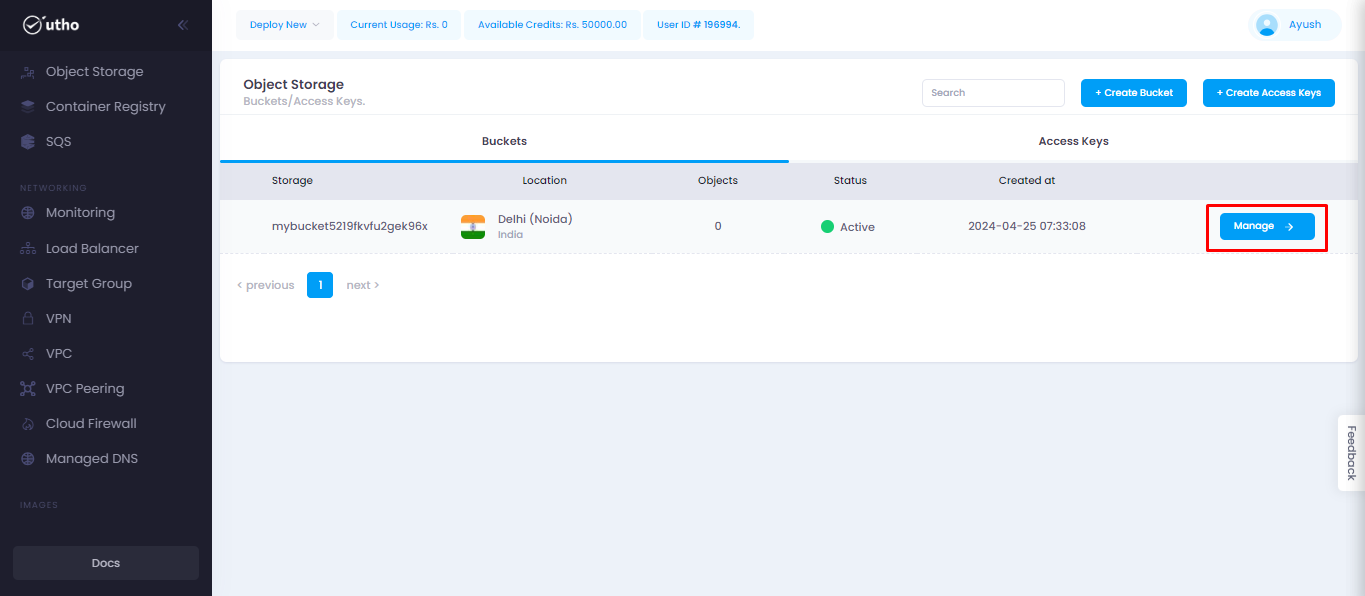 utho
Object Storage
Container Registry
SQS
NETWORKING
Monitoring
Load Balancer
Target Group
VPN
VPC
VPC Peering
Cloud Firewall
Managed DNS
IMAGES
Docs
Deploy New
Current Usage: Rs. 0
Available Credits: Rs. 50000.00
User ID # 196994.
Ayush
Object Storage
Buckets/Access Keys.
Search
+ Create Bucket
+ Create Access Keys
Buckets
Access Keys
Storage Location Objects Status Created at
mybucket5219fkvfu2gek96x Delhi (Noida) 0 Active 2024-04-25 07:33:08 Manage →
India
< previous 1 next >
Feedback